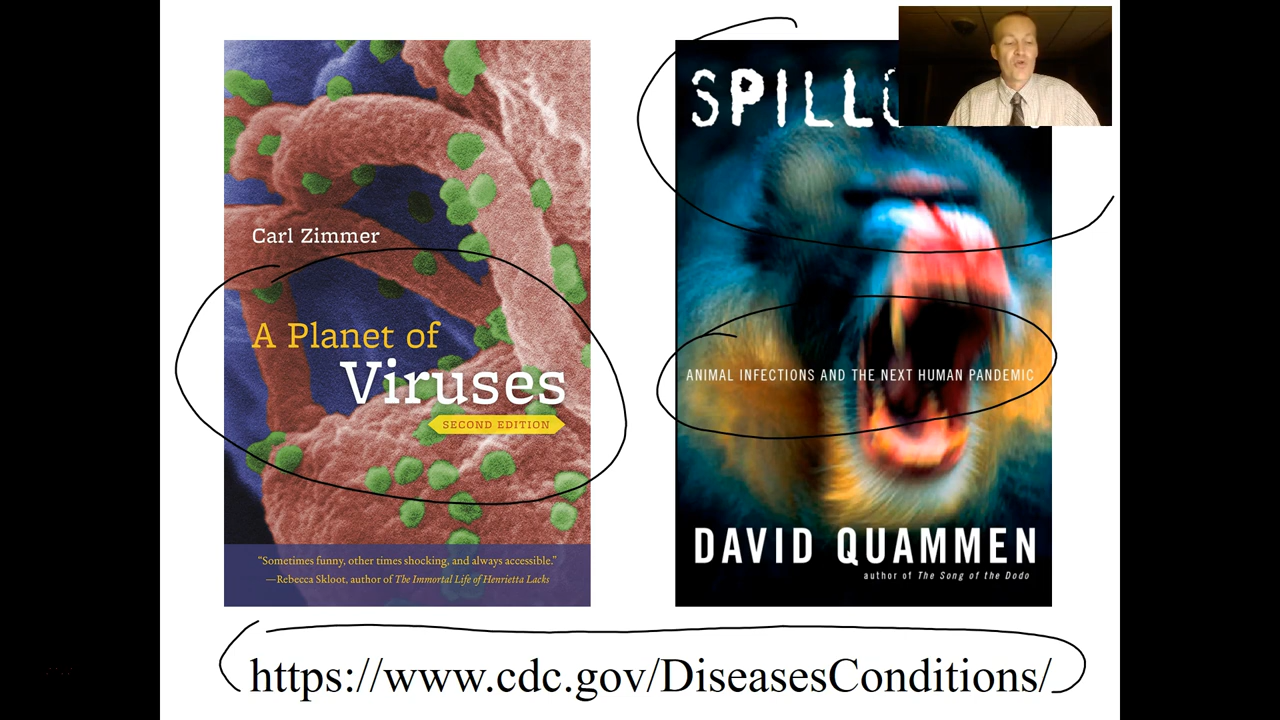 Carl Zimmer
A Planet of
Viruses
SECOND EDITION
“Sometimes funny, other times shocking, and always accessible.”
—Rebecca Skloot, author of The Immortal Life of Henrietta Lacks
SPILL
ANIMAL INFECTIONS AND THE NEXT HUMAN PANDEMIC
DAVID QUAMMEN
author of The Song of the Dodo
https://www.cdc.gov/DiseasesConditions/